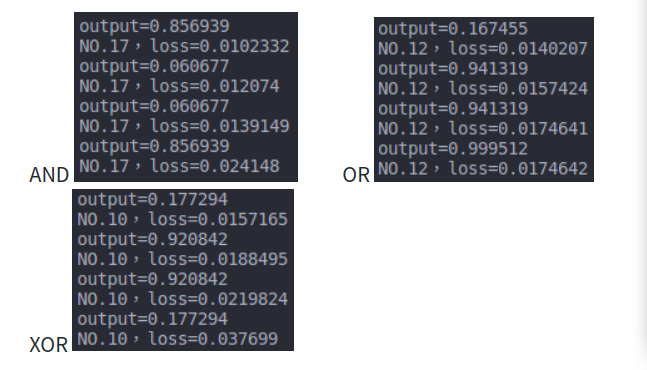 output=0.856939
NO.17，loss=0.0102332
output=0.060677
NO.17，loss=0.012074
output=0.060677
NO.17，loss=0.0139149
output=0.856939
NO.17，loss=0.024148
AND
output=0.167455
NO.12，loss=0.0140207
output=0.941319
NO.12，loss=0.0157424
output=0.941319
NO.12，loss=0.0174641
output=0.999512
NO.12，loss=0.0174642
OR
output=0.177294
NO.10，loss=0.0157165
output=0.920842
NO.10，loss=0.0188495
output=0.920842
NO.10，loss=0.0219824
output=0.177294
NO.10，loss=0.037699
XOR